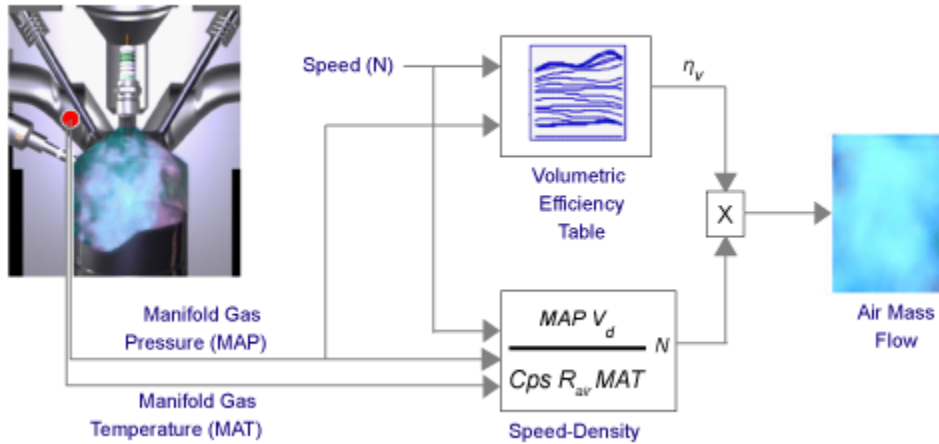 Speed (N)
η_v
Volumetric
Efficiency
Table
X
Manifold Gas
Pressure (MAP)
MAP V_d
N
Cps R_air MAT
Air Mass
Flow
Manifold Gas
Temperature (MAT)
Speed-Density